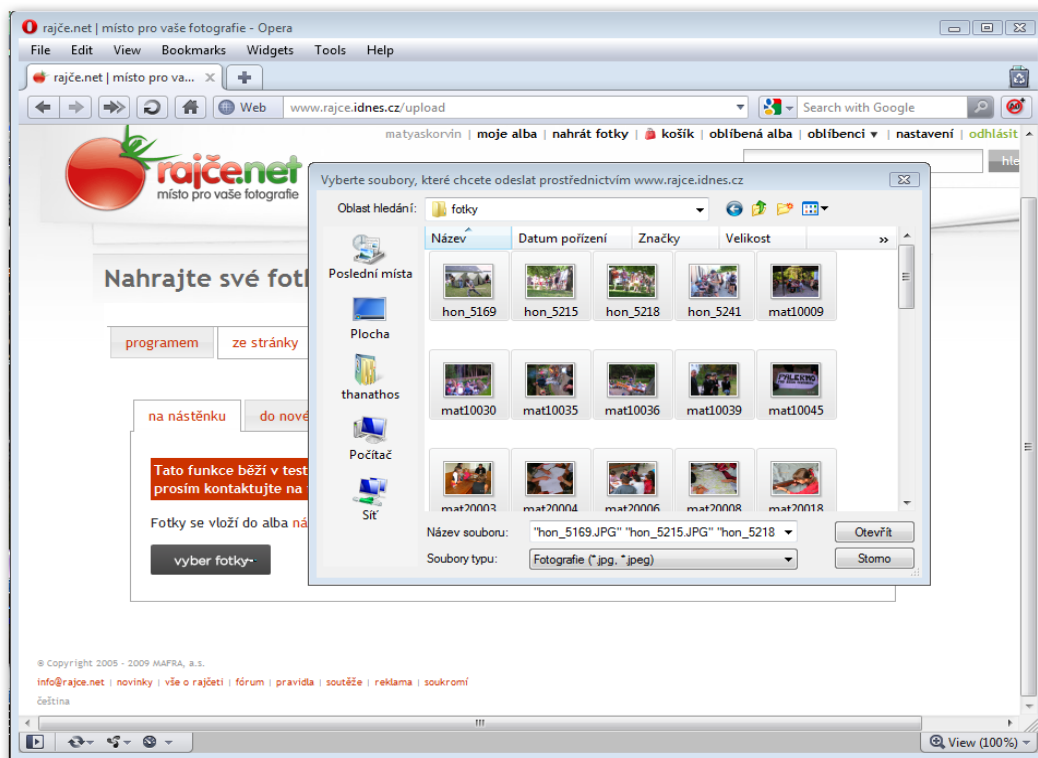 rajče.net | místo pro vaše fotografie - Opera
File Edit View Bookmarks Widgets Tools Help
rajče.net | místo pro va...
Web www.rajce.idnes.cz/upload Search with Google
matyaskorvin | moje alba | nahrát fotky | košík | oblíbená alba | oblíbenci ▾ | nastavení | odhlásit
rajče.net
místo pro vaše fotografie
hle
Vyberte soubory, které chcete odeslat prostřednictvím www.rajce.idnes.cz
Oblast hledání: fotky
Název Datum pořízení Značky Velikost »
Poslední místa
Plocha
thanathos
Počítač
Síť
hon_5169 hon_5215 hon_5218 hon_5241 mat10009
mat10030 mat10035 mat10036 mat10039 mat10045
mat20003 mat20004 mat20006 mat20008 mat20018
Název souboru: "hon_5169.JPG" "hon_5215.JPG" "hon_5218
Otevřít
Soubory typu: Fotografie (*.jpg, *.jpeg)
Storno
Nahrajte své fotk
programem ze stránky
na nástěnku do nové
Tato funkce běží v test
prosím kontaktujte na
Fotky se vloží do alba ná
vyber fotky
© Copyright 2005 - 2009 MAFRA, a.s.
info@rajce.net | novinky | vše o rajčeti | fórum | pravidla | soutěže | reklama | soukromí
čeština
View (100%)